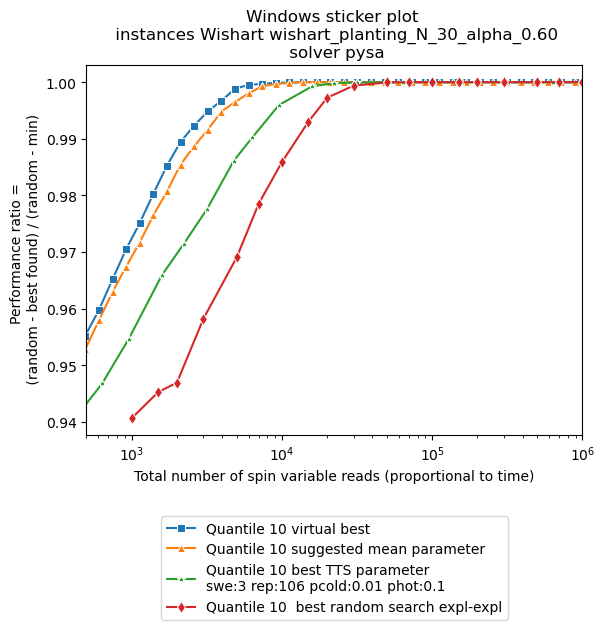 Windows sticker plot
instances Wishart wishart_planting_N_30_alpha_0.60
solver pysa
Performance ratio =
(random - best found) / (random - min)
1.00
0.99
0.98
0.97
0.96
0.95
0.94
10³
10⁴
10⁵
10⁶
Total number of spin variable reads (proportional to time)
Quantile 10 virtual best
Quantile 10 suggested mean parameter
Quantile 10 best TTS parameter
swe:3 rep:106 pcold:0.01 phot:0.1
Quantile 10  best random search expl-expl